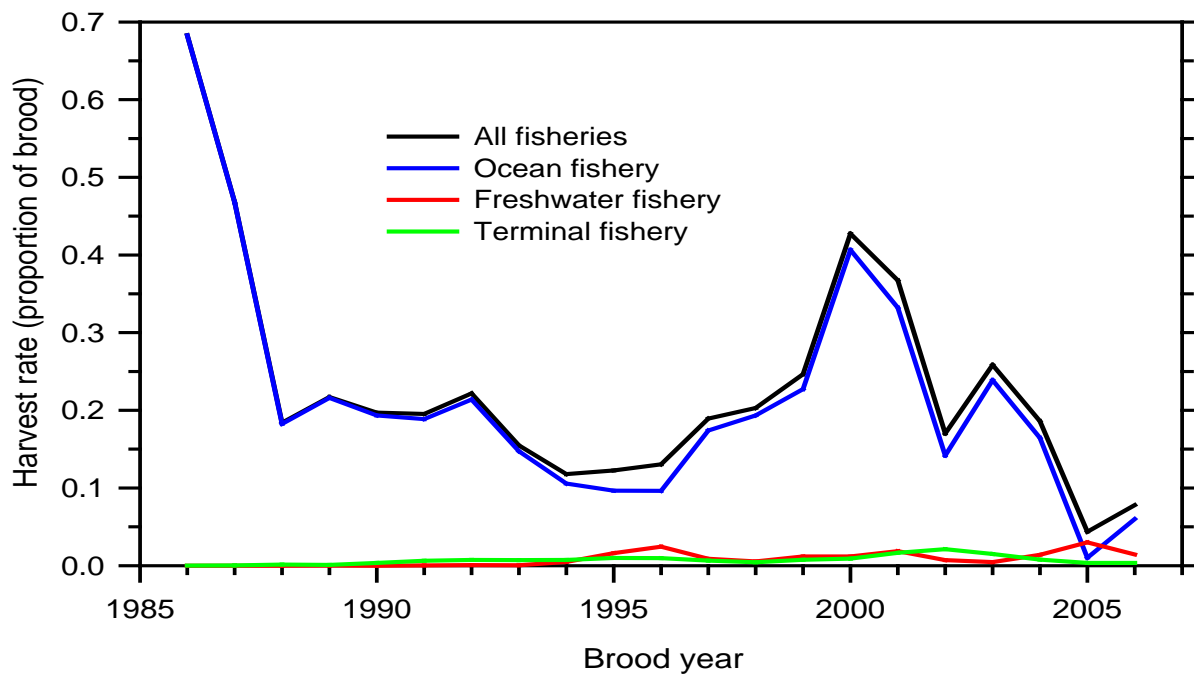 Harvest rate (proportion of brood)
0.7
0.6
0.5
0.4
0.3
0.2
0.1
0.0
All fisheries
Ocean fishery
Freshwater fishery
Terminal fishery
1985 1990 1995 2000 2005
Brood year